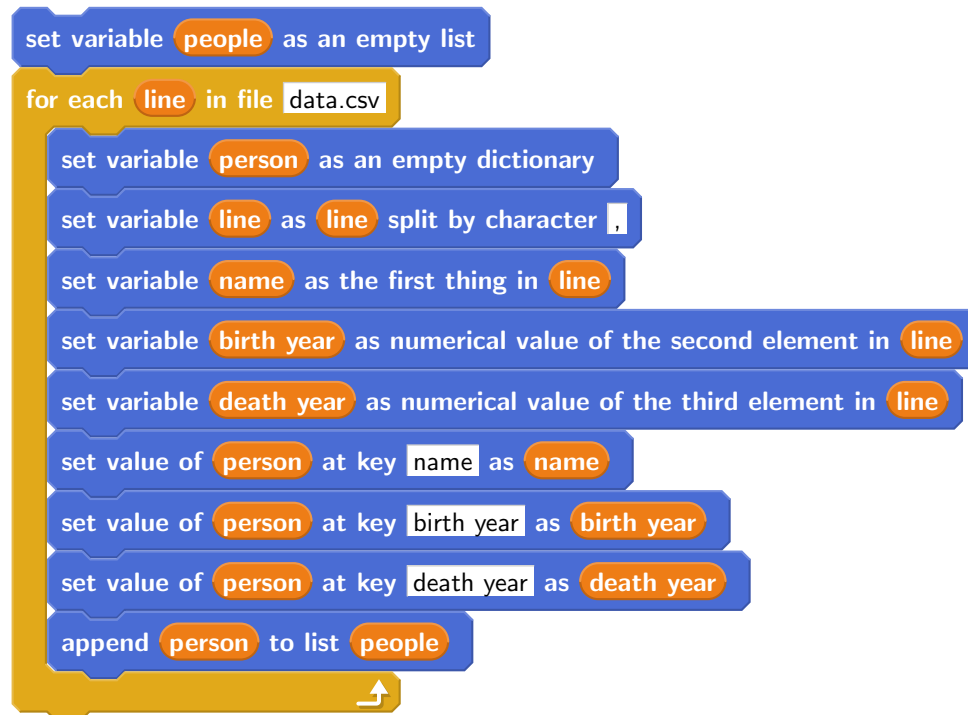 set variable people as an empty list
for each line in file data.csv
set variable person as an empty dictionary
set variable line as line split by character ,
set variable name as the first thing in line
set variable birth year as numerical value of the second element in line
set variable death year as numerical value of the third element in line
set value of person at key name as name
set value of person at key birth year as birth year
set value of person at key death year as death year
append person to list people